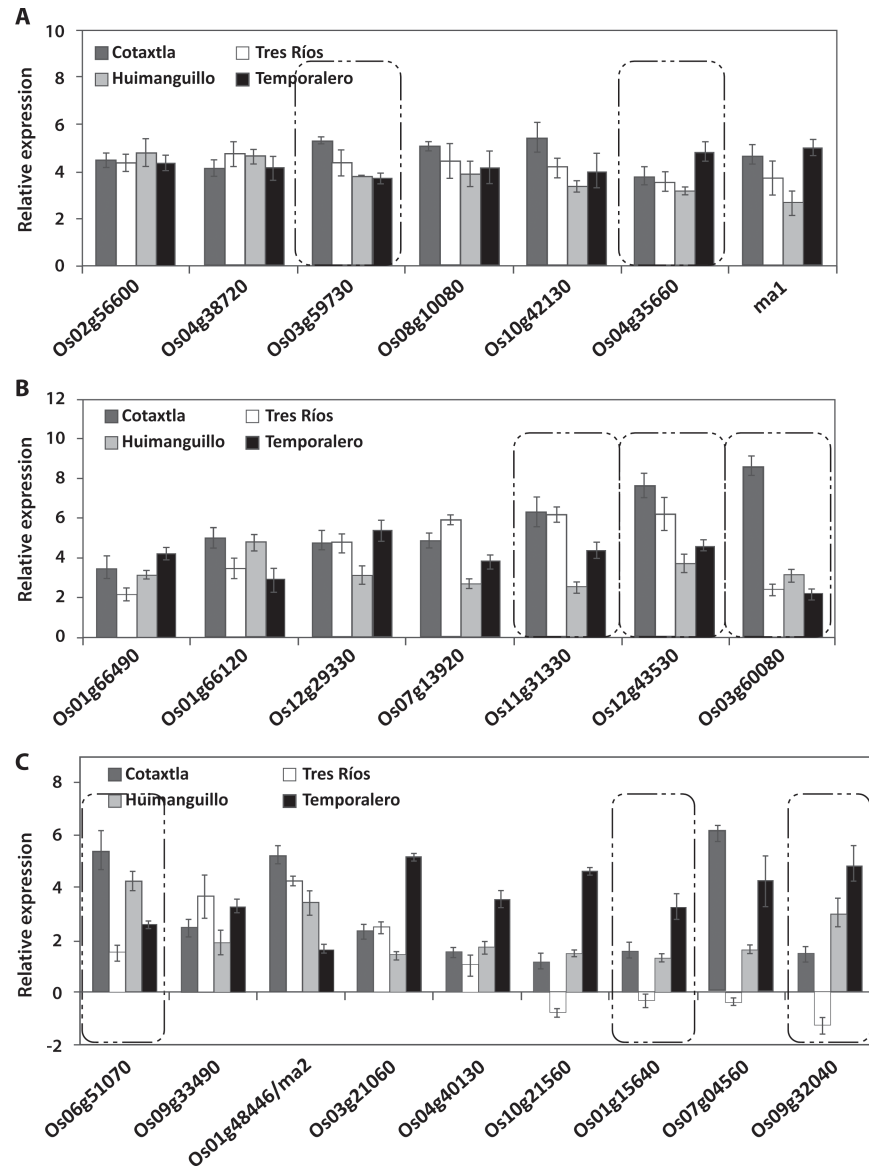 A
10
8
6
4
2
0
Relative expression
Cotaxtla
Tres Ríos
Huimanguillo
Temporalero
Os02g56600
Os04g38720
Os03g59730
Os08g10080
Os10g42130
Os04g35660
ma1
B
12
10
8
6
4
2
0
Relative expression
Cotaxtla
Tres Ríos
Huimanguillo
Temporalero
Os01g66490
Os01g66120
Os12g29330
Os07g13920
Os11g31330
Os12g43530
Os03g60080
C
8
6
4
2
0
-2
Relative expression
Cotaxtla
Tres Ríos
Huimanguillo
Temporalero
Os06g51070
Os09g33490
Os01g48446/ma2
Os03g21060
Os04g40130
Os10g21560
Os01g15640
Os07g04560
Os09g32040